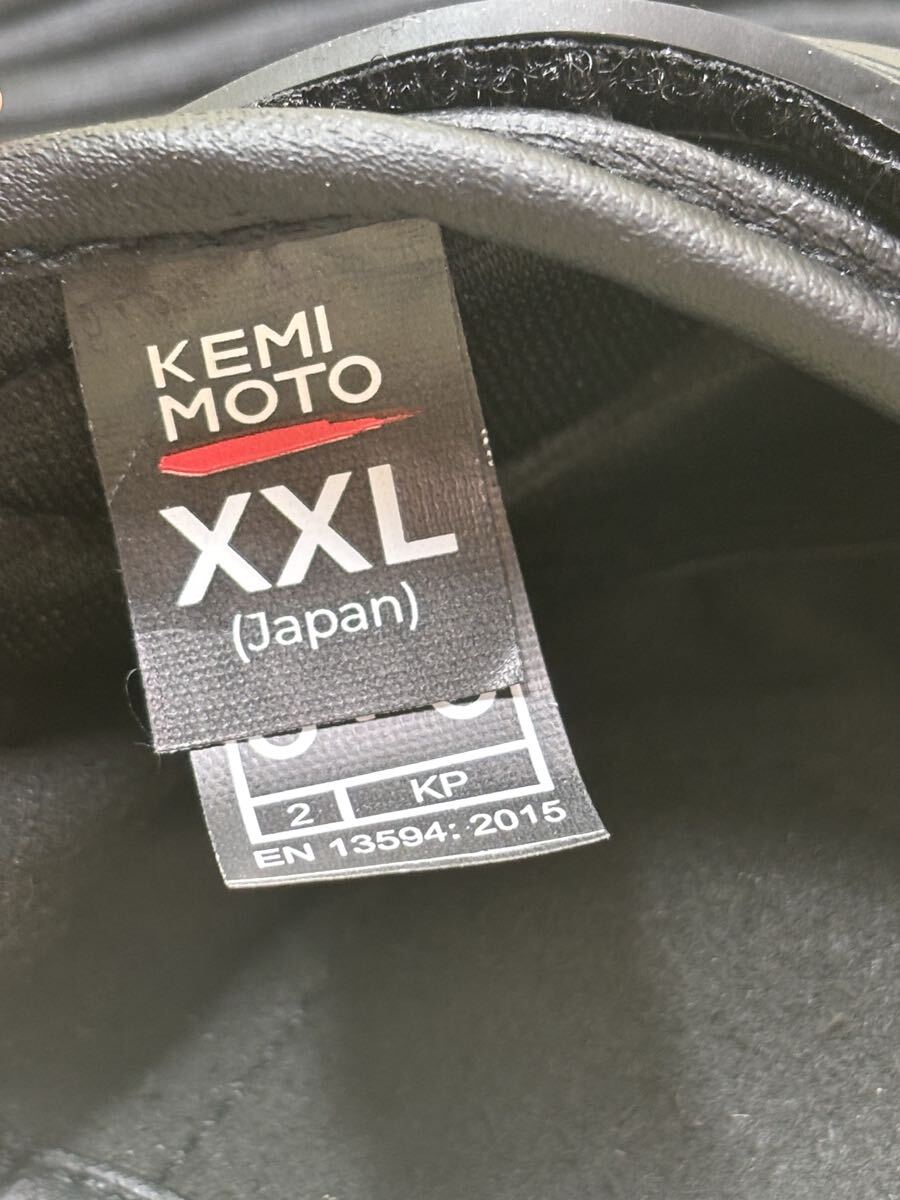 KEMI
MOTO
XXL
(Japan)
2 KP
EN 13594: 2015